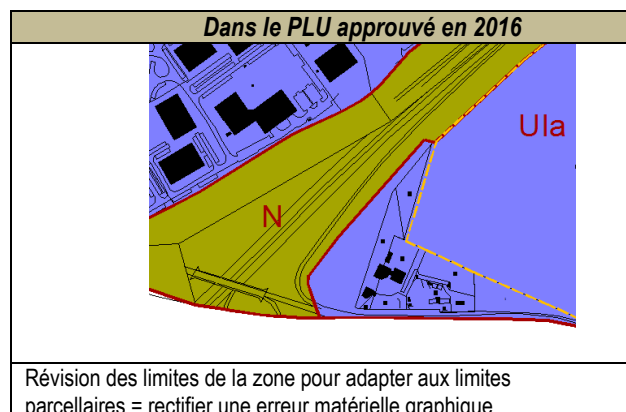 Dans le PLU approuvé en 2016
UIa
N
Révision des limites de la zone pour adapter aux limites
parcellaires = rectifier une erreur matérielle graphique